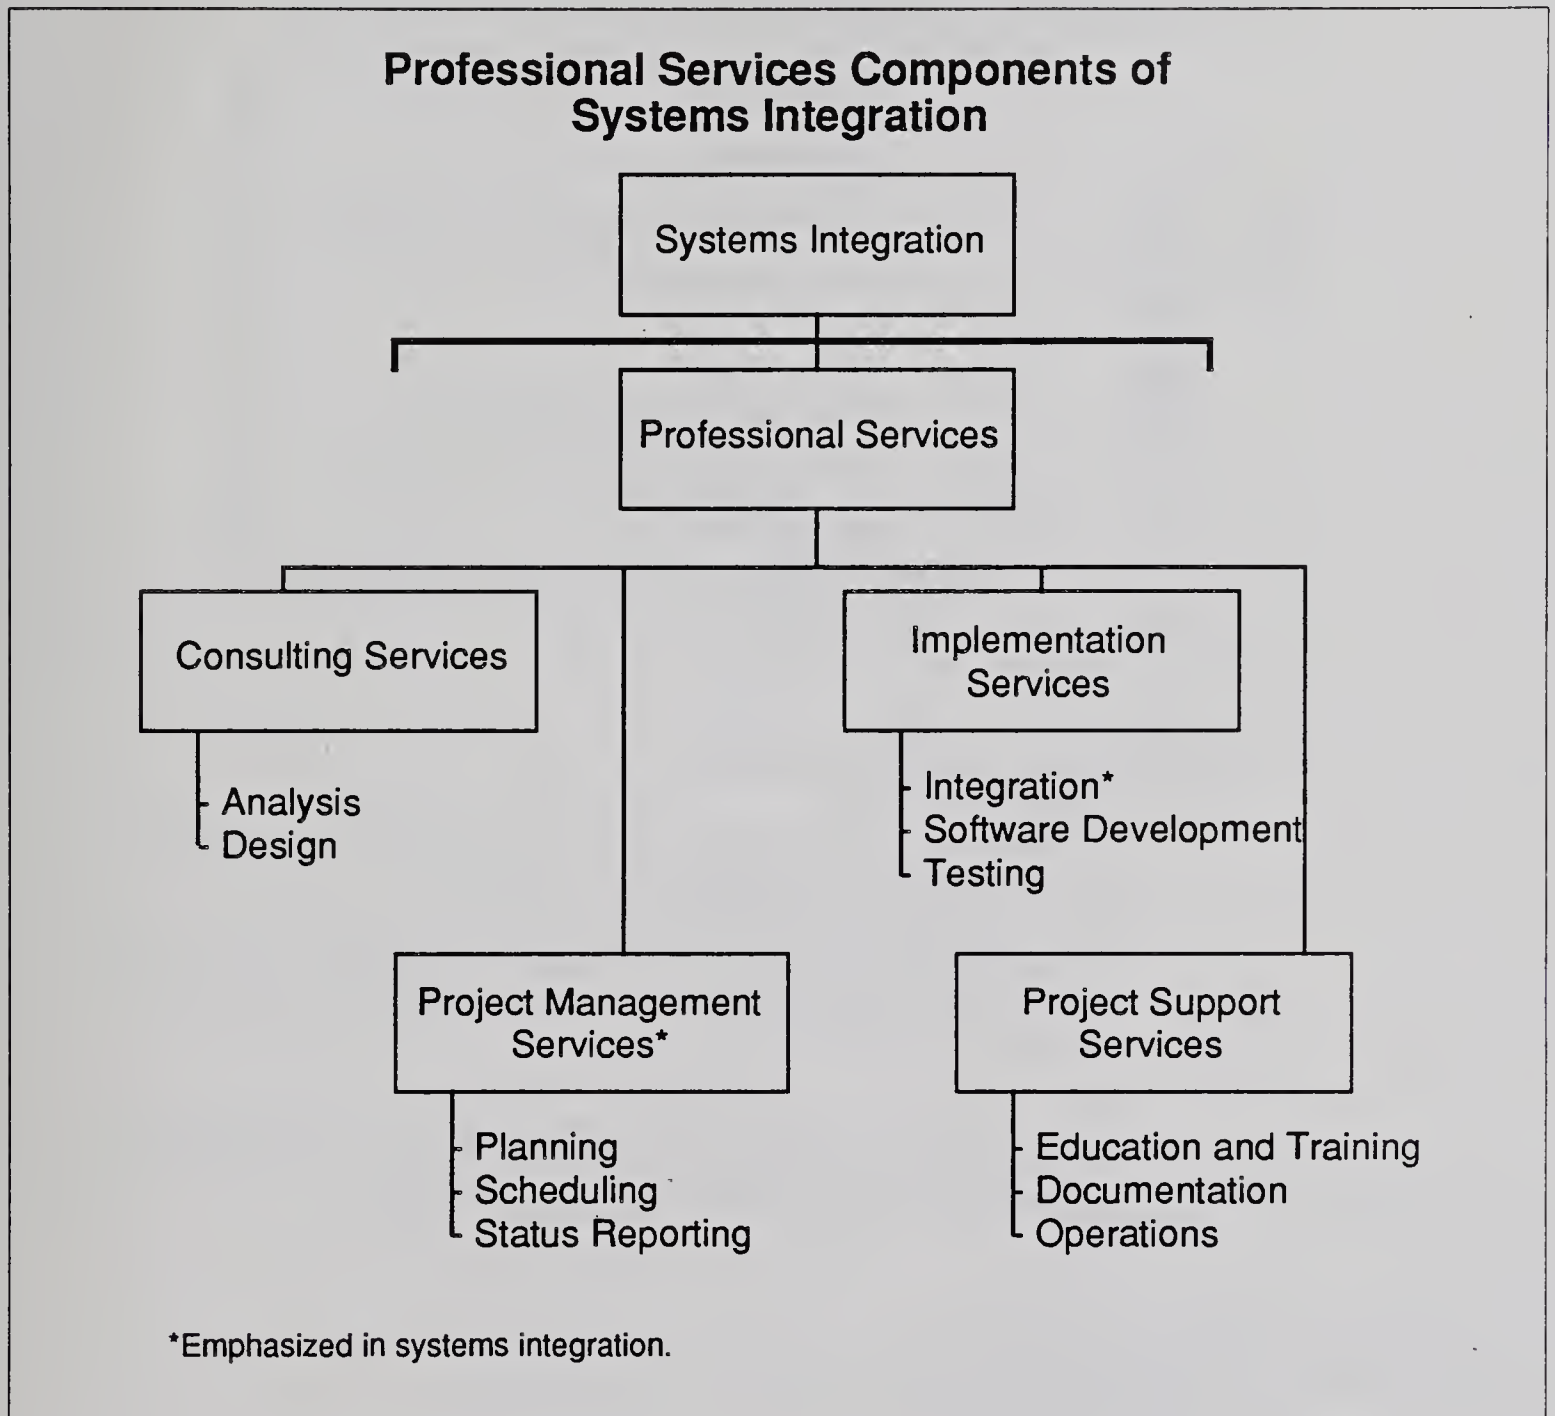 Professional Services Components of
Systems Integration
Systems Integration
Professional Services
Consulting Services
Analysis
Design
Implementation
Services
Integration*
Software Development
Testing
Project Management
Services*
Planning
Scheduling
Status Reporting
Project Support
Services
Education and Training
Documentation
Operations
*Emphasized in systems integration.